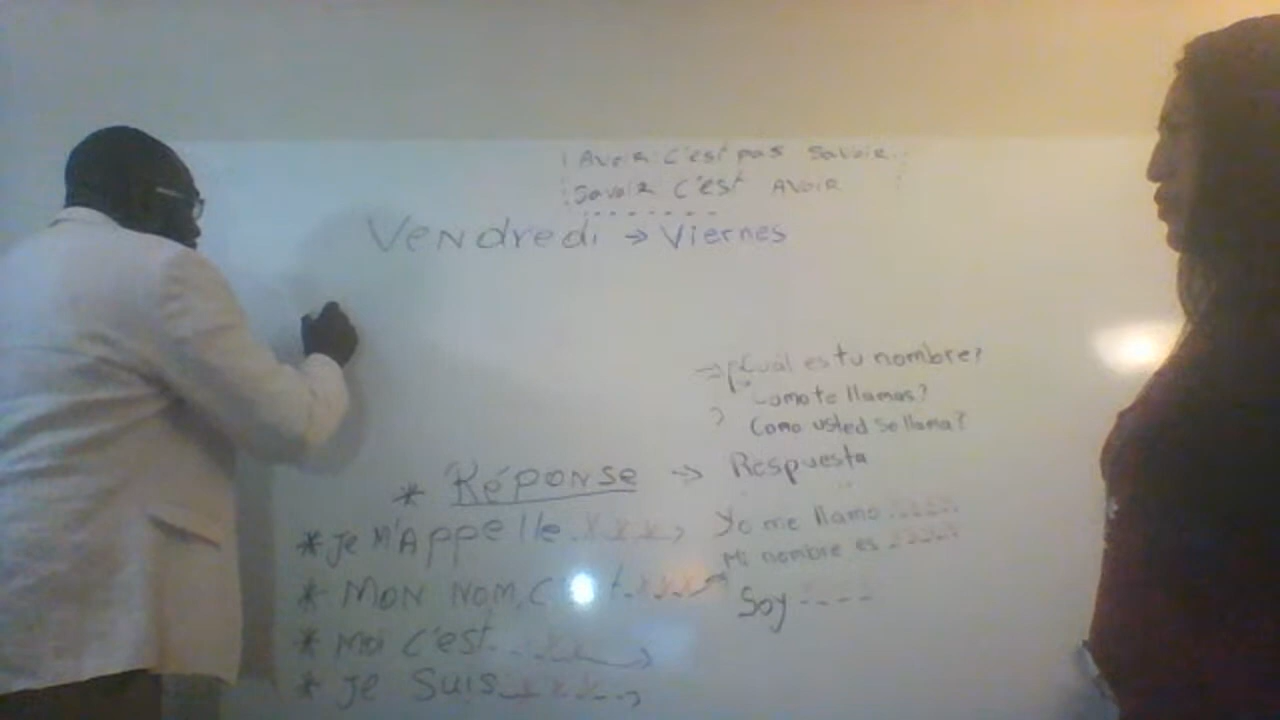 Avoir c'est pas savoir
Savoir c'est Avoir
Vendredi → Viernes
→ ¿Cuál es tu nombre?
Como te llamas?
Como usted se llama?
* Réponse → Respuesta
* Je m'Appelle ... Yo me llamo
Mi nombre es
* Mon nom, c'
Soy ----
* Moi c'est
* Je Suis